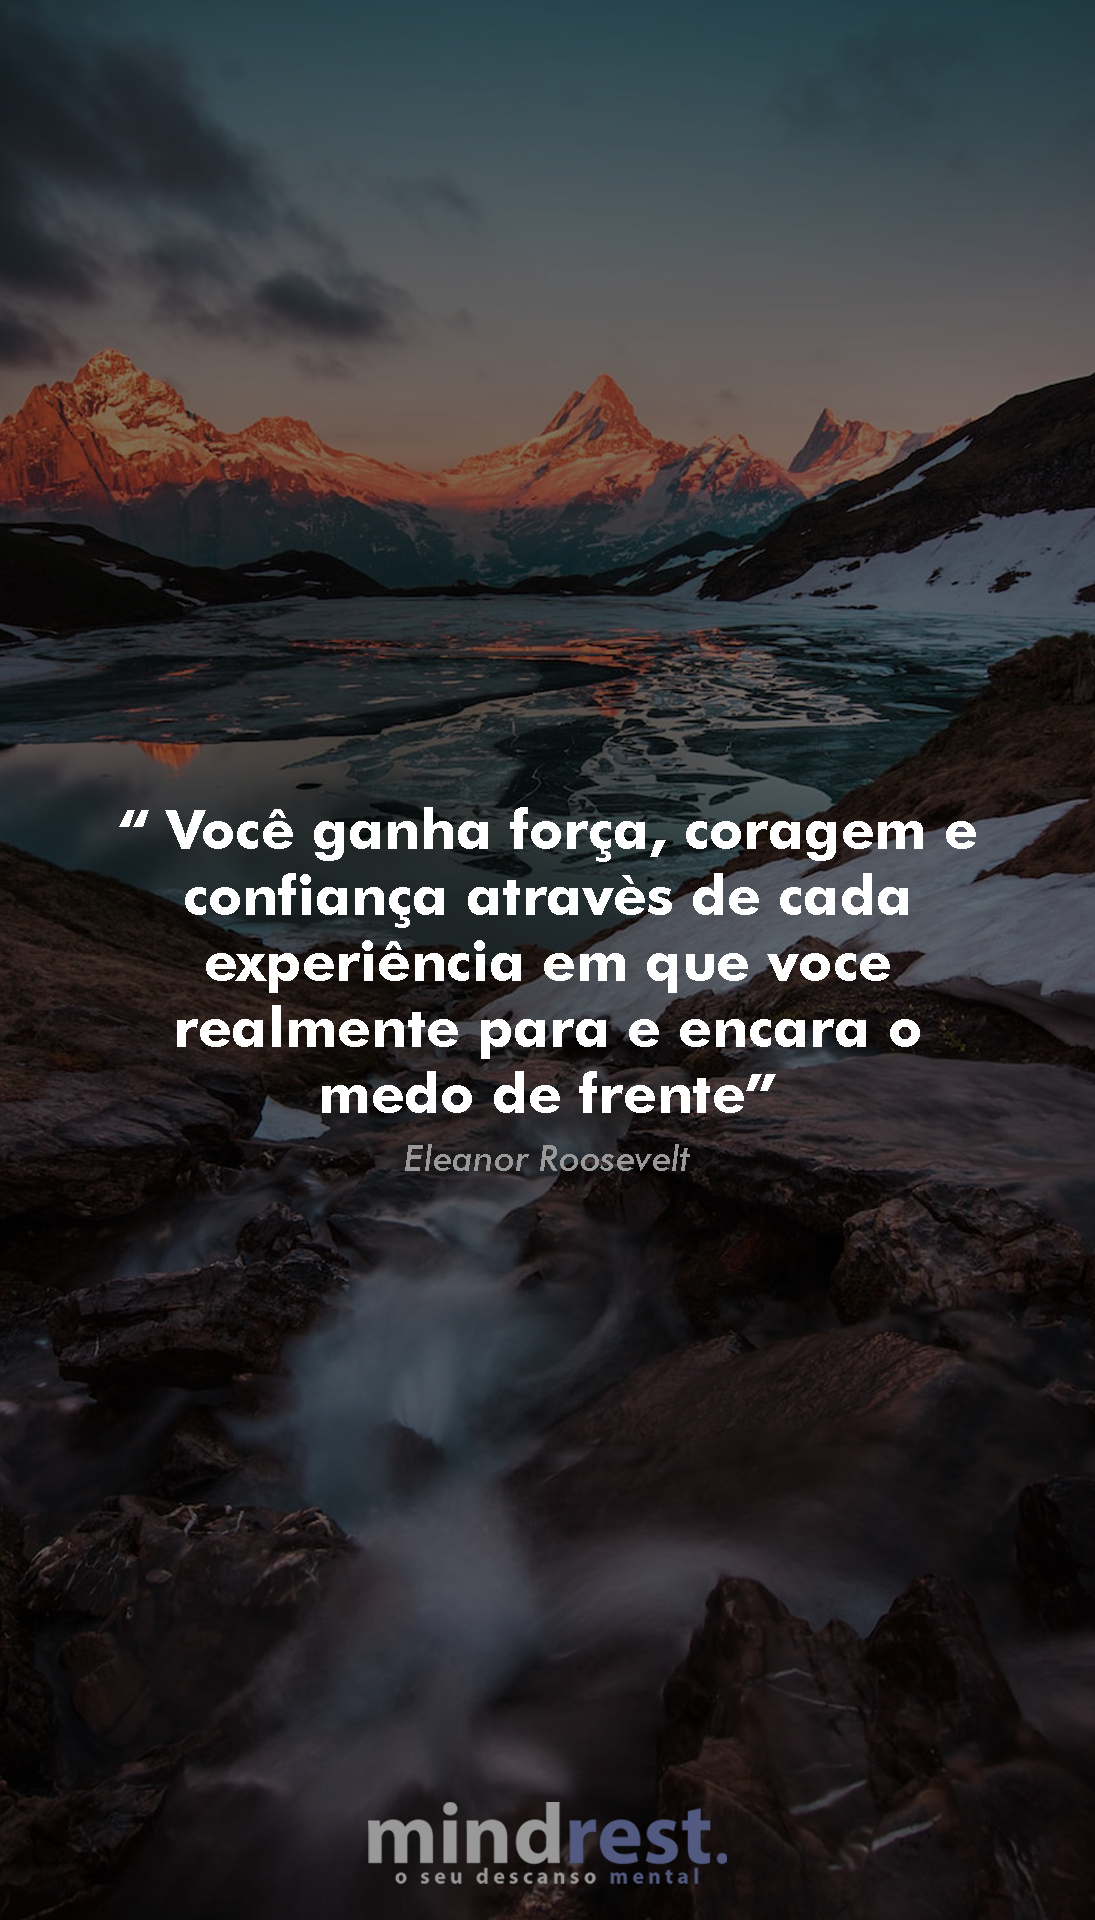 “ Você ganha força, coragem e
confiança atravès de cada
experiência em que voce
realmente para e encara o
medo de frente”
Eleanor Roosevelt
mindrest.
o seu descanso mental